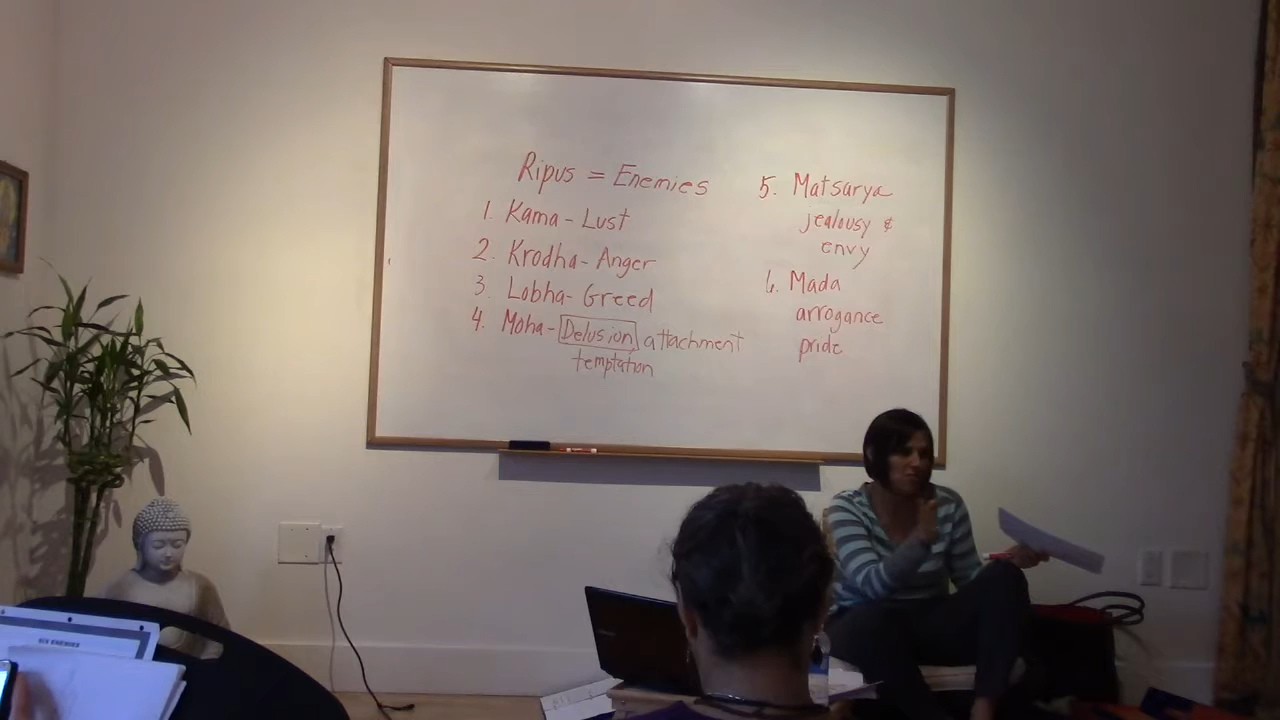 Ripus = Enemies
1. Kama - Lust
2. Krodha - Anger
3. Lobha - Greed
4. Moha - Delusion, attachment
temptation
5. Matsarya
jealousy &
envy
6. Mada
arrogance
pride
SIX ENEMIES